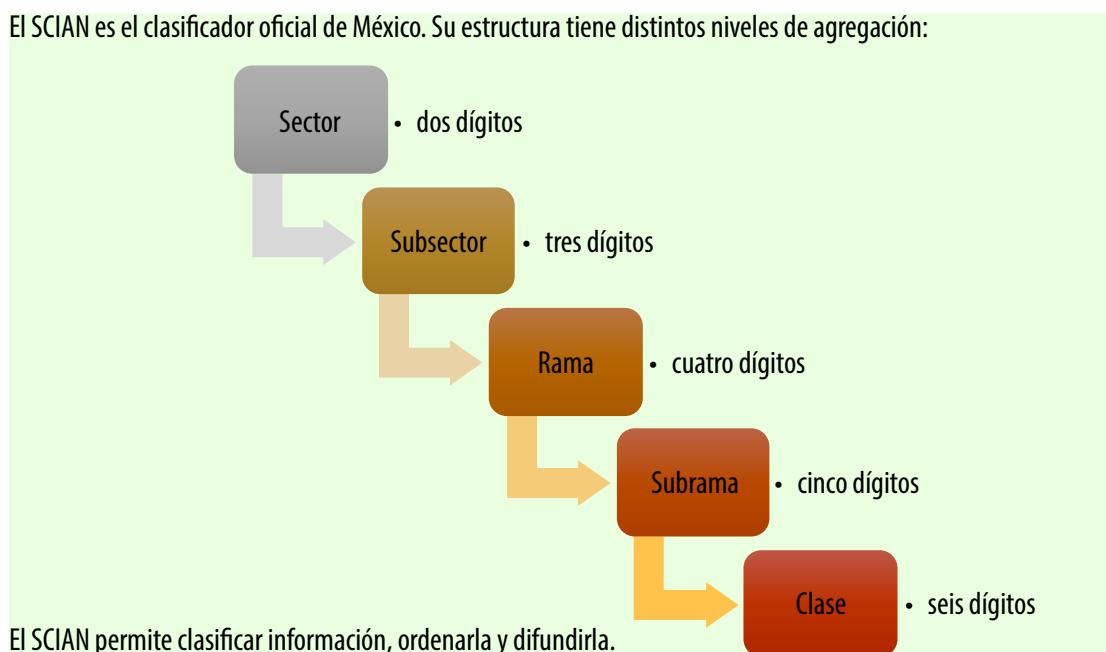 El SCIAN es el clasificador oficial de México. Su estructura tiene distintos niveles de agregación:
Sector • dos dígitos
Subsector • tres dígitos
Rama • cuatro dígitos
Subrama • cinco dígitos
Clase • seis dígitos
El SCIAN permite clasificar información, ordenarla y difundirla.